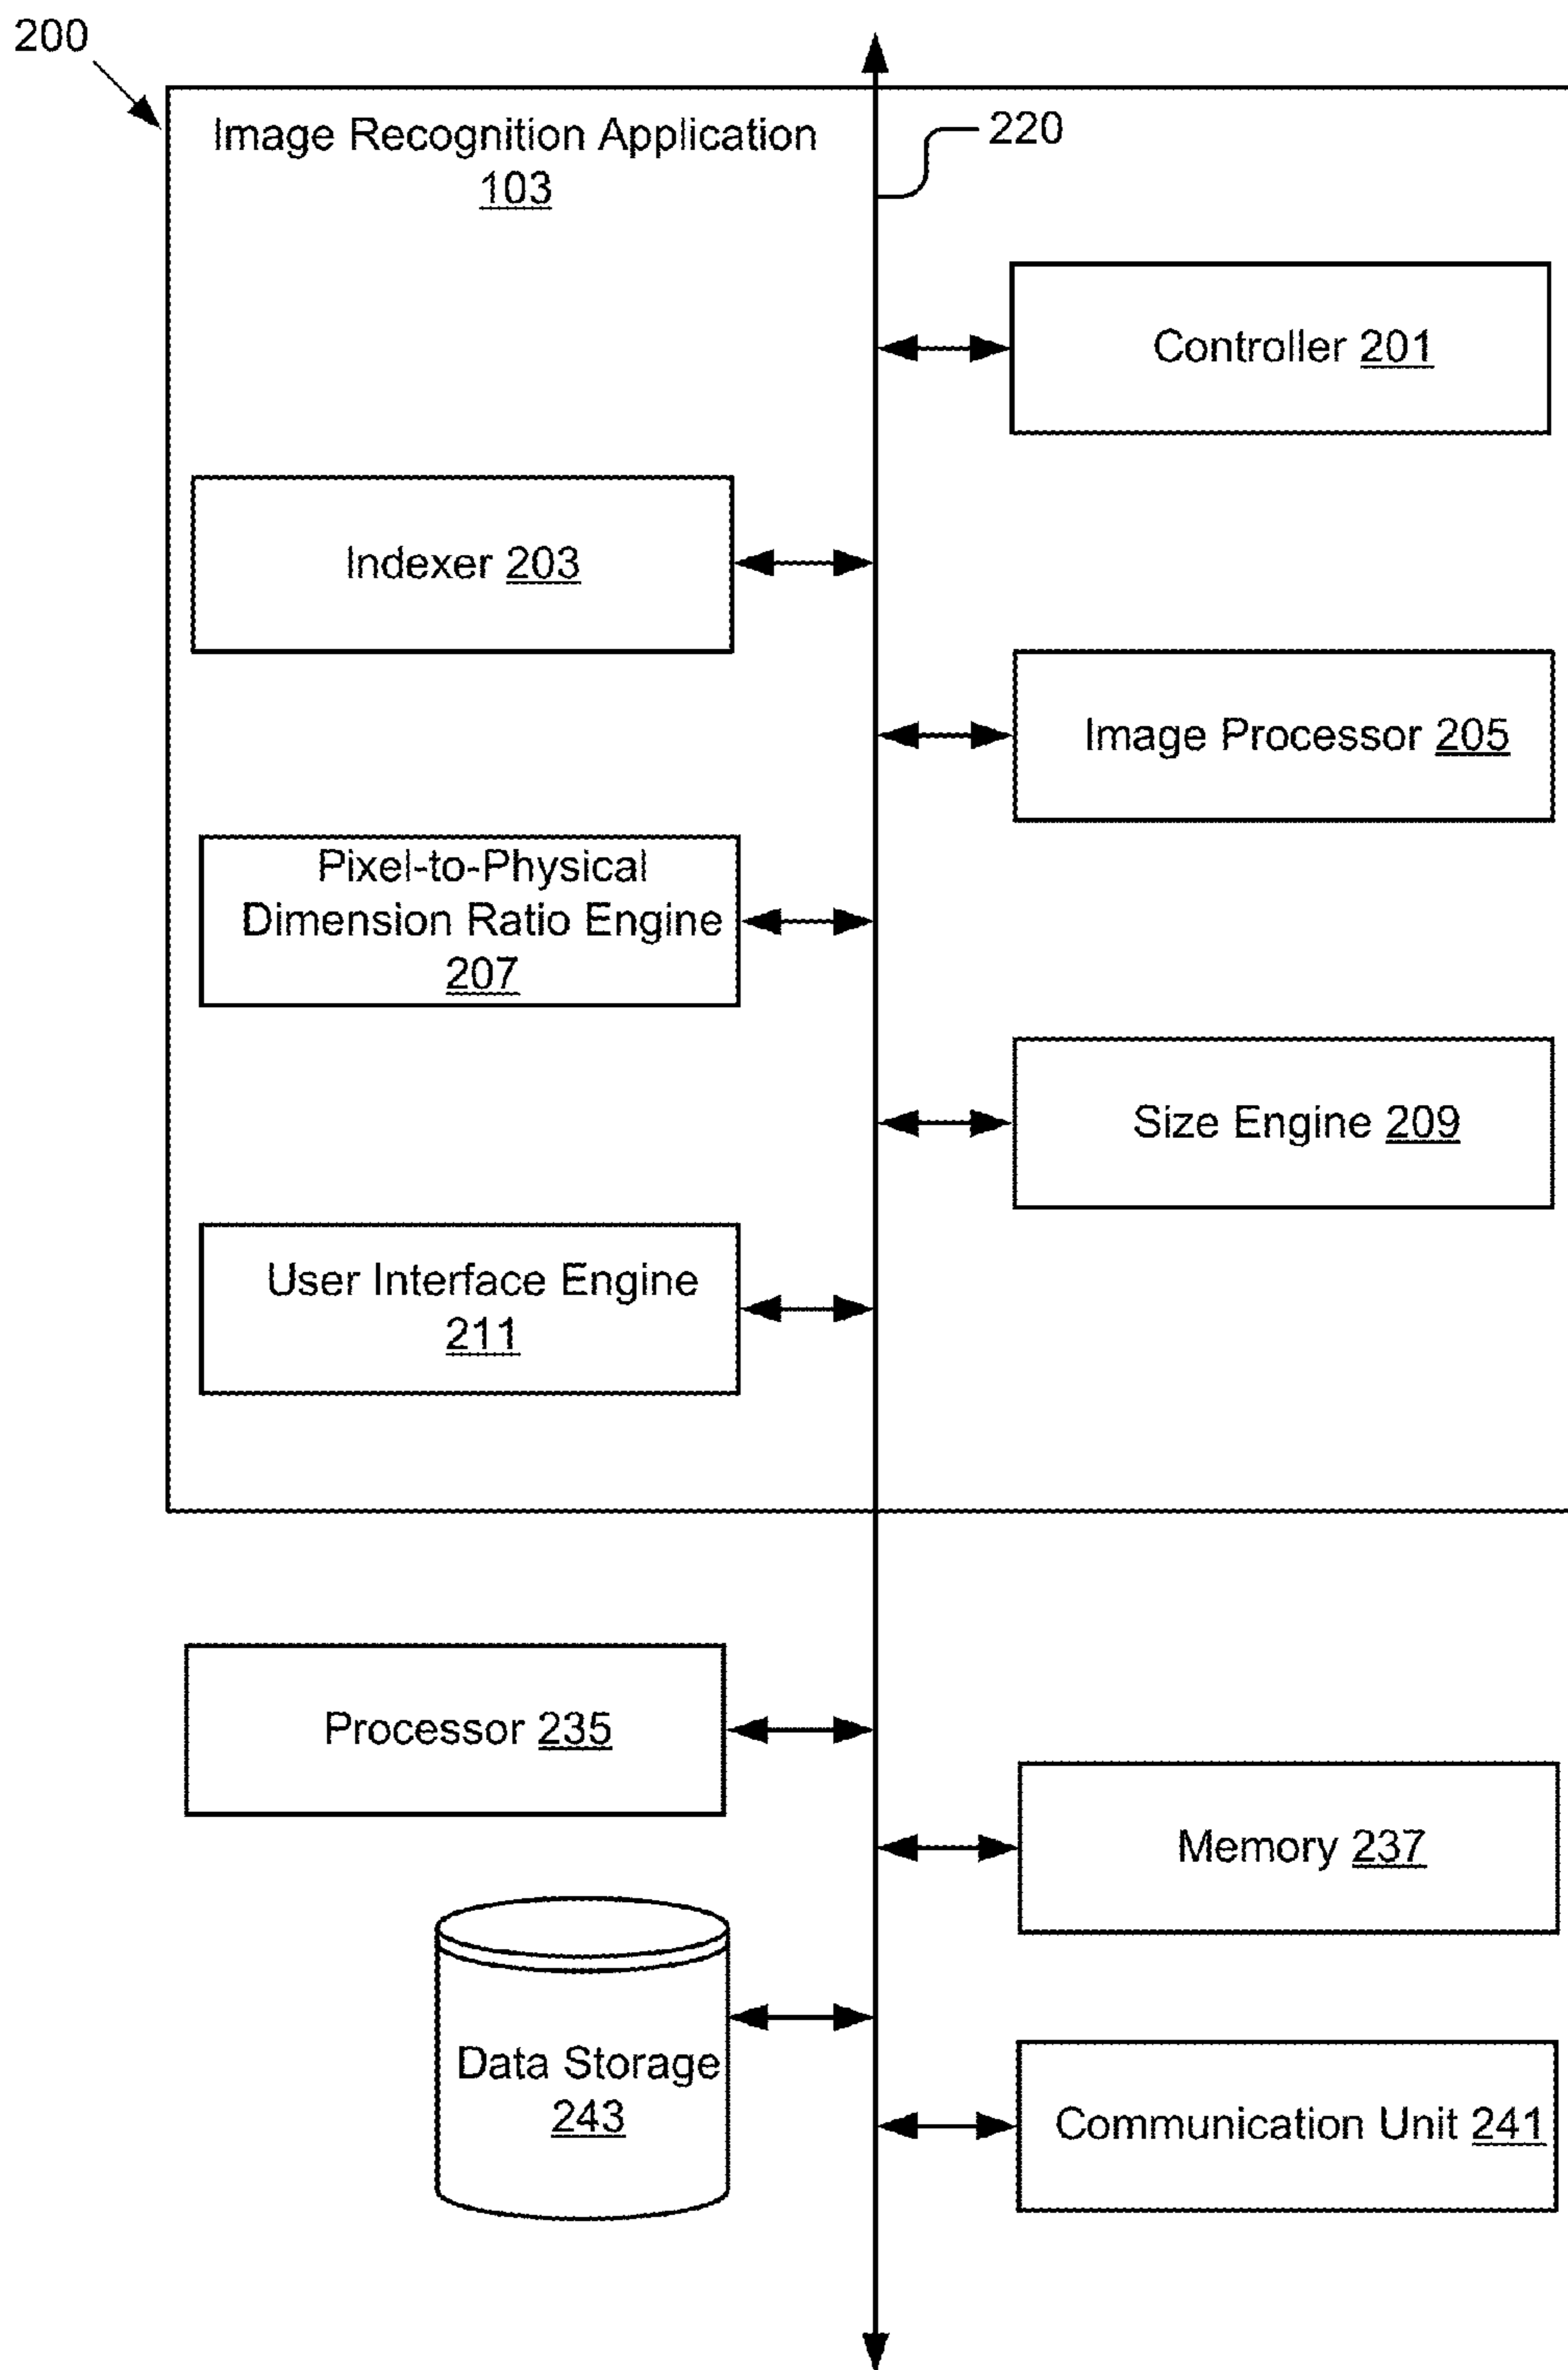 200
Image Recognition Application
103
220
Controller 201
Indexer 203
Image Processor 205
Pixel-to-Physical
Dimension Ratio Engine
207
Size Engine 209
User Interface Engine
211
Processor 235
Memory 237
Data Storage
243
Communication Unit 241